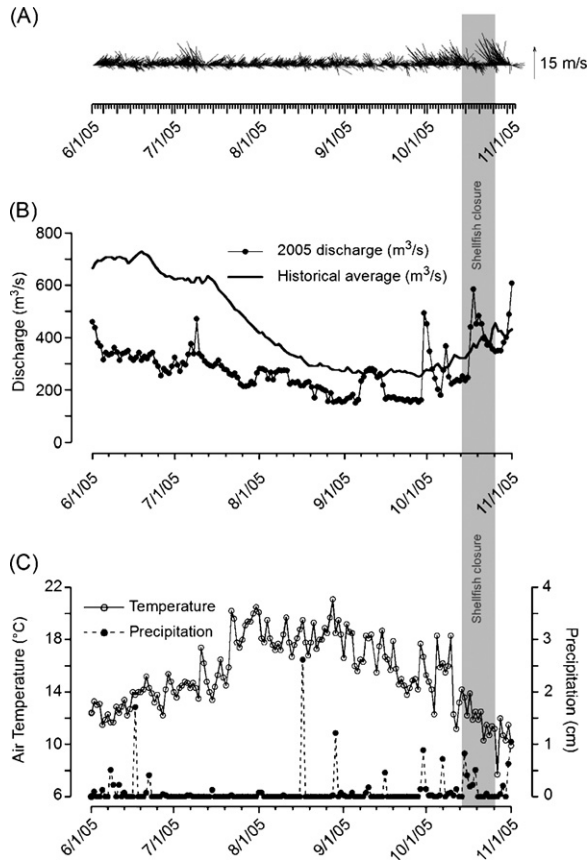 (A)
15 m/s
6/1/05 7/1/05 8/1/05 9/1/05 10/1/05 11/1/05
(B)
Shellfish closure
800
600
400
200
0
Discharge (m³/s)
2005 discharge (m³/s)
Historical average (m³/s)
6/1/05 7/1/05 8/1/05 9/1/05 10/1/05 11/1/05
(C)
Shellfish closure
22
18
14
10
6
Air Temperature (°C)
Temperature
Precipitation
4
3
2
1
0
Precipitation (cm)
6/1/05 7/1/05 8/1/05 9/1/05 10/1/05 11/1/05